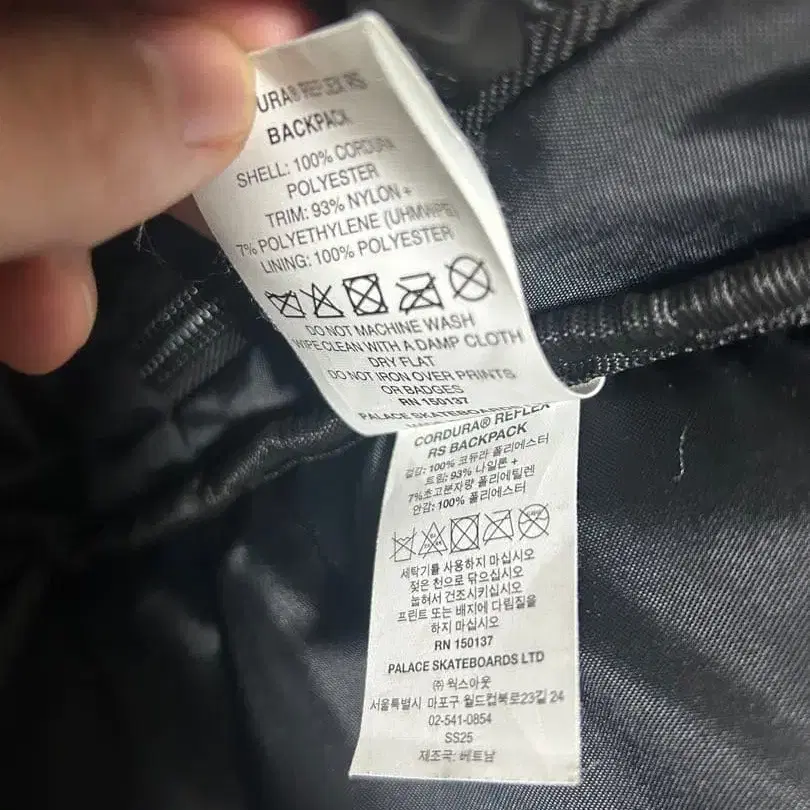 BACKPACK
SHELL: 100% CORDURA
POLYESTER
TRIM: 93% NYLON +
7% POLYETHYLENE (UHMWPE)
LINING: 100% POLYESTER
DO NOT MACHINE WASH
WIPE CLEAN WITH A DAMP CLOTH
DRY FLAT
DO NOT IRON OVER PRINTS
OR BADGES
RN 150137
PALACE SKATEBOARDS
CORDURA® REFLEX
RS BACKPACK
겉감: 100% 코듀라 폴리에스터
트림: 93% 나일론 +
7%초고분자량 폴리에틸렌
안감: 100% 폴리에스터
세탁기를 사용하지 마십시오
젖은 천으로 닦으십시오
눕혀서 건조시키십시오
프린트 또는 배지에 다림질을
하지 마십시오
RN 150137
PALACE SKATEBOARDS LTD
㈜ 웍스아웃
서울특별시 마포구 월드컵북로23길 24
02-541-0854
SS25
제조국: 베트남